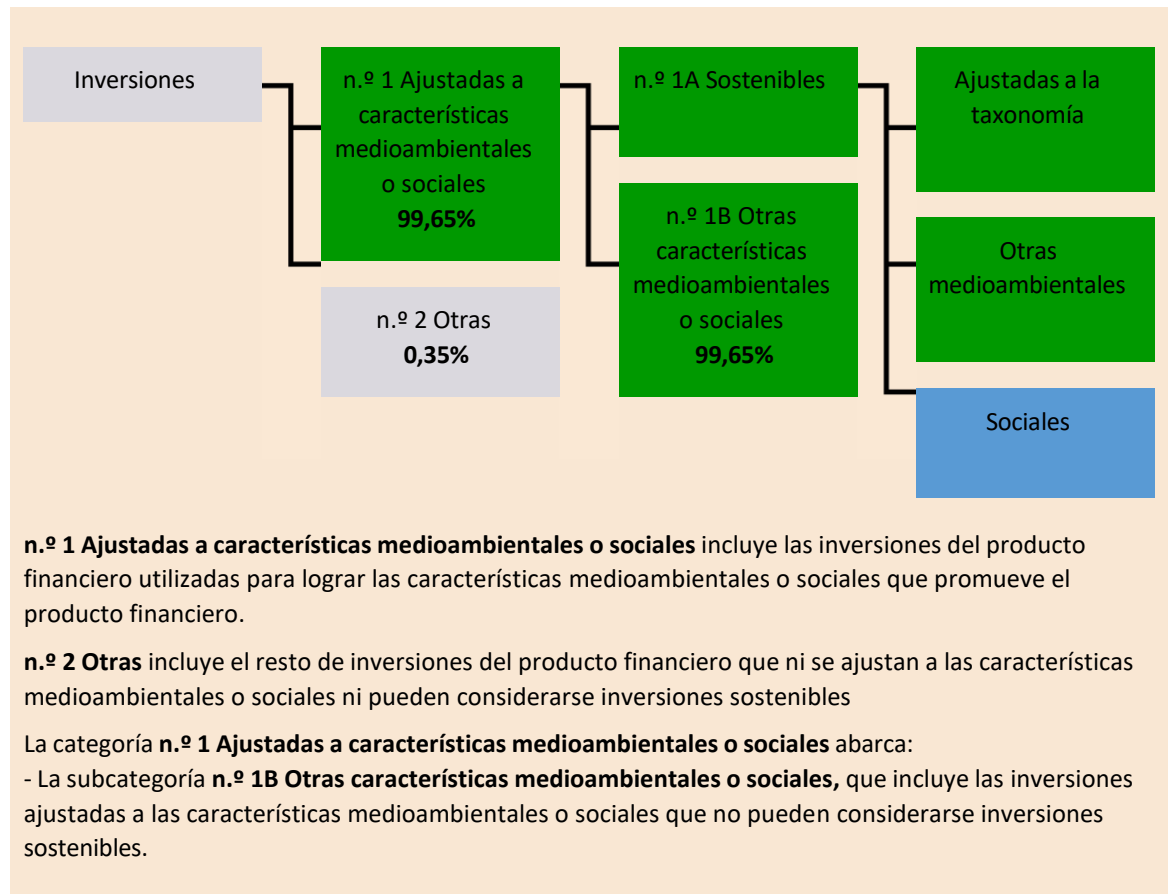 Inversiones
n.º 1 Ajustadas a
características
medioambientales
o sociales
99,65%
n.º 2 Otras
0,35%
n.º 1A Sostenibles
n.º 1B Otras
características
medioambientales
o sociales
99,65%
Ajustadas a la
taxonomía
Otras
medioambientales
Sociales
n.º 1 Ajustadas a características medioambientales o sociales incluye las inversiones del producto
financiero utilizadas para lograr las características medioambientales o sociales que promueve el
producto financiero.
n.º 2 Otras incluye el resto de inversiones del producto financiero que ni se ajustan a las características
medioambientales o sociales ni pueden considerarse inversiones sostenibles
La categoría n.º 1 Ajustadas a características medioambientales o sociales abarca:
- La subcategoría n.º 1B Otras características medioambientales o sociales, que incluye las inversiones
ajustadas a las características medioambientales o sociales que no pueden considerarse inversiones
sostenibles.